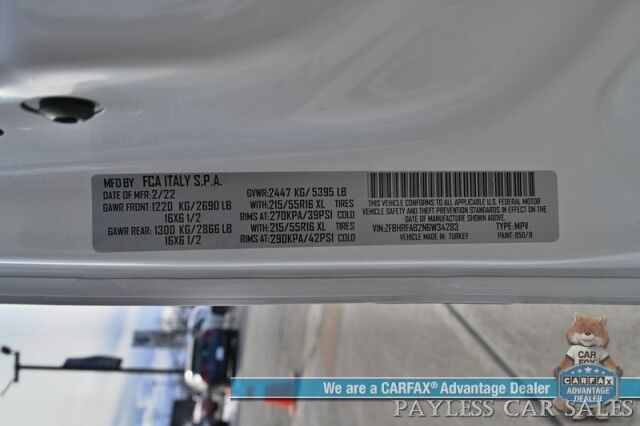 MFD BY FCA ITALY S.P.A.
DATE OF MFR:2/22 GVWR:2447 KG/ 5395 LB
GAWR FRONT:1220 KG/2690 LB WITH:215/55R16 XL TIRES
16X6 1/2 RIMS AT:270KPA/39PSI COLD
GAWR REAR:1300 KG/2866 LB WITH:215/55R16 XL TIRES
16X6 1/2 RIMS AT:290KPA/42PSI COLD
THIS VEHICLE CONFORMS TO ALL APPLICABLE U.S. FEDERAL MOTOR
VEHICLE SAFETY AND THEFT PREVENTION STANDARDS IN EFFECT ON THE
DATE OF MANUFACTURE SHOWN ABOVE.
VIN:ZFBHRFAB2N6W34283 TYPE:MPV
VEHICLE MADE IN: TURKEY PAINT:850/B
We are a CARFAX® Advantage Dealer
CAR
FOX
CARFAX
ADVANTAGE
DEALER
PAYLESS CAR SALES